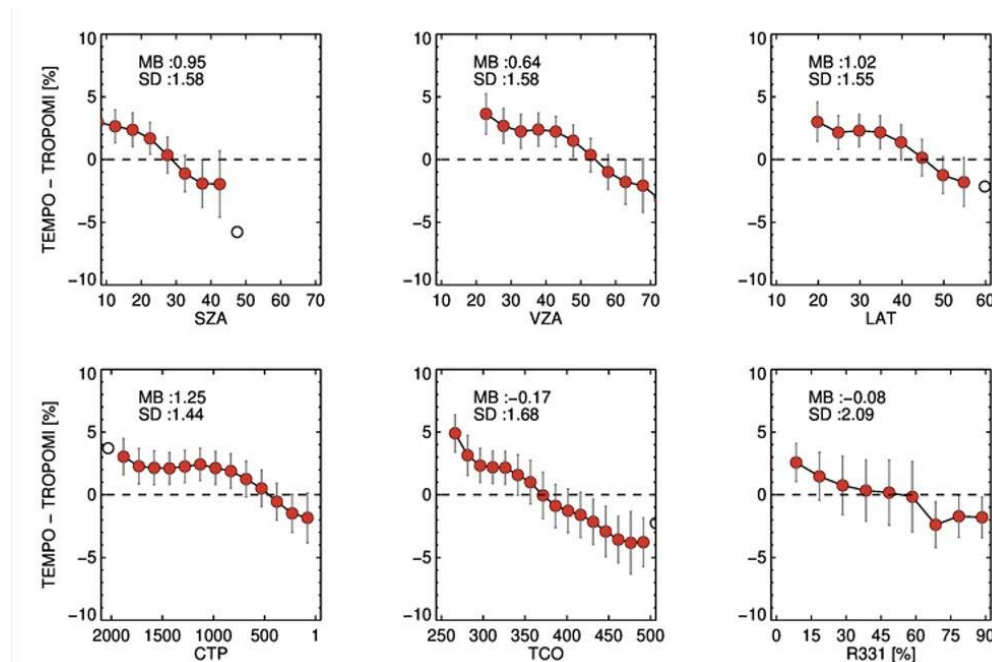 TEMPO - TROPOMI [%]
10
5
0
-5
-10
MB :0.95
SD :1.58
10 20 30 40 50 60 70
SZA
10
5
0
-5
-10
MB :0.64
SD :1.58
10 20 30 40 50 60 70
VZA
10
5
0
-5
-10
MB :1.02
SD :1.55
10 20 30 40 50 60
LAT
TEMPO - TROPOMI [%]
10
5
0
-5
-10
MB :1.25
SD :1.44
2000 1500 1000 500 1
CTP
10
5
0
-5
-10
MB :-0.17
SD :1.68
250 300 350 400 450 500
TCO
10
5
0
-5
-10
MB :-0.08
SD :2.09
0 15 30 45 60 75 90
R331 [%]